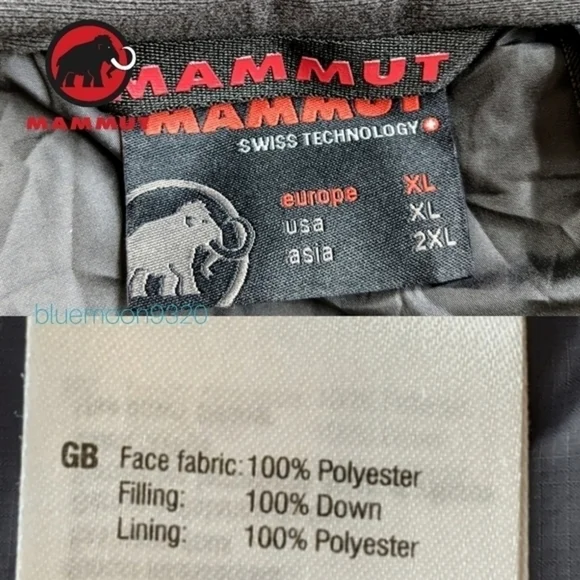 MAMMUT
MAMMUT
MAMMUT
SWISS TECHNOLOGY
europe XL
usa XL
asia 2XL
bluemoon9320
GB Face fabric: 100% Polyester
Filling: 100% Down
Lining: 100% Polyester